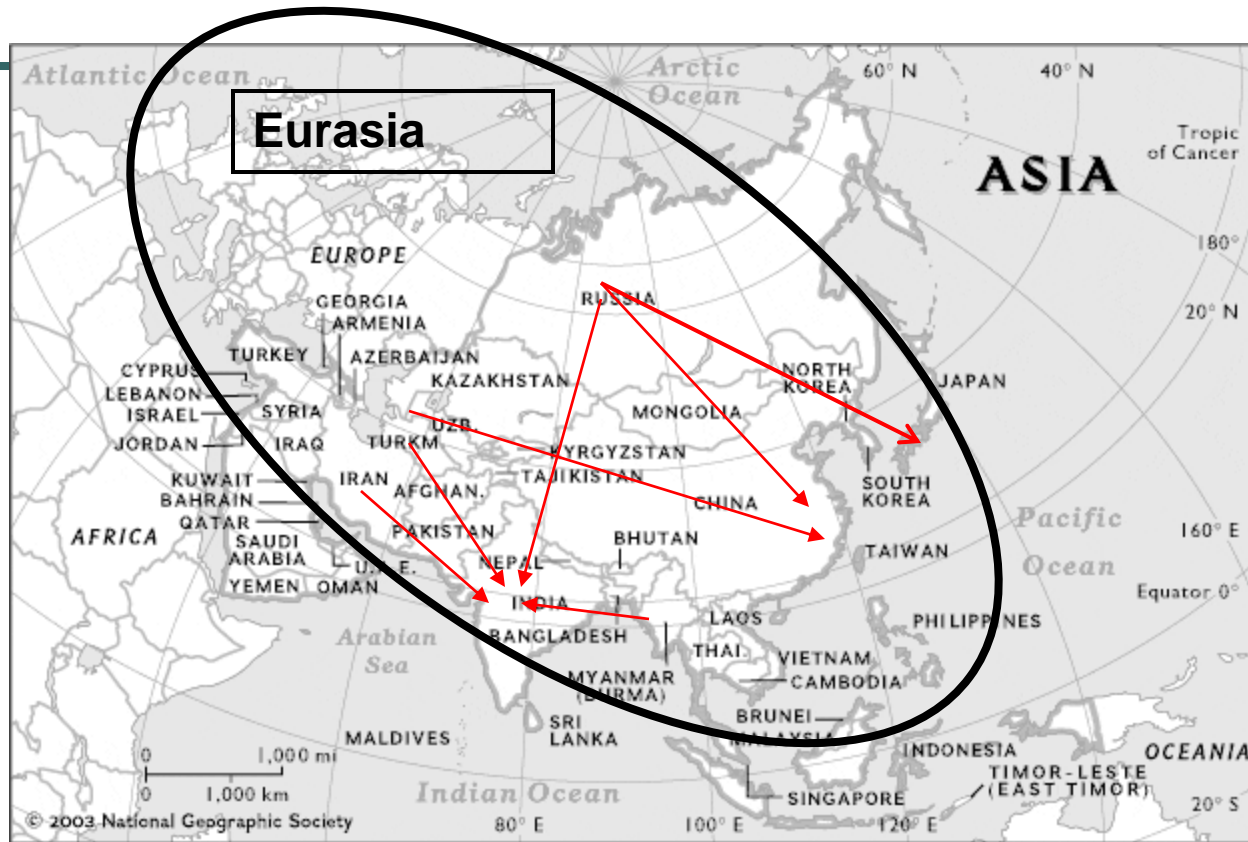 Atlantic Ocean
Arctic
Ocean
60° N
40° N
Eurasia
Tropic
of Cancer
ASIA
EUROPE
180°
GEORGIA
ARMENIA
20° N
TURKEY
AZERBAIJAN
CYPRUS
KAZAKHSTAN
NORTH
KOREA
JAPAN
LEBANON
ISRAEL
SYRIA
MONGOLIA
RUSSIA
UZB.
JORDAN
IRAQ
TURKM.
KYRGYZSTAN
KUWAIT
IRAN
TAJIKISTAN
SOUTH
KOREA
BAHRAIN
AFGHAN.
CHINA
QATAR
AFRICA
PAKISTAN
BHUTAN
Pacific
Ocean
160° E
SAUDI
ARABIA
U.A.E.
NEPAL
TAIWAN
YEMEN
OMAN
INDIA
LAOS
Equator 0°
Arabian
Sea
BANGLADESH
THAI.
PHILIPPINES
VIETNAM
CAMBODIA
MYANMAR
(BURMA)
MALDIVES
SRI
LANKA
BRUNEI
MALAYSIA
INDONESIA
OCEANIA
0
1,000 mi
0
1,000 km
Indian Ocean
SINGAPORE
TIMOR-LESTE
(EAST TIMOR)
20° S
© 2003 National Geographic Society
80° E
100° E
120° E